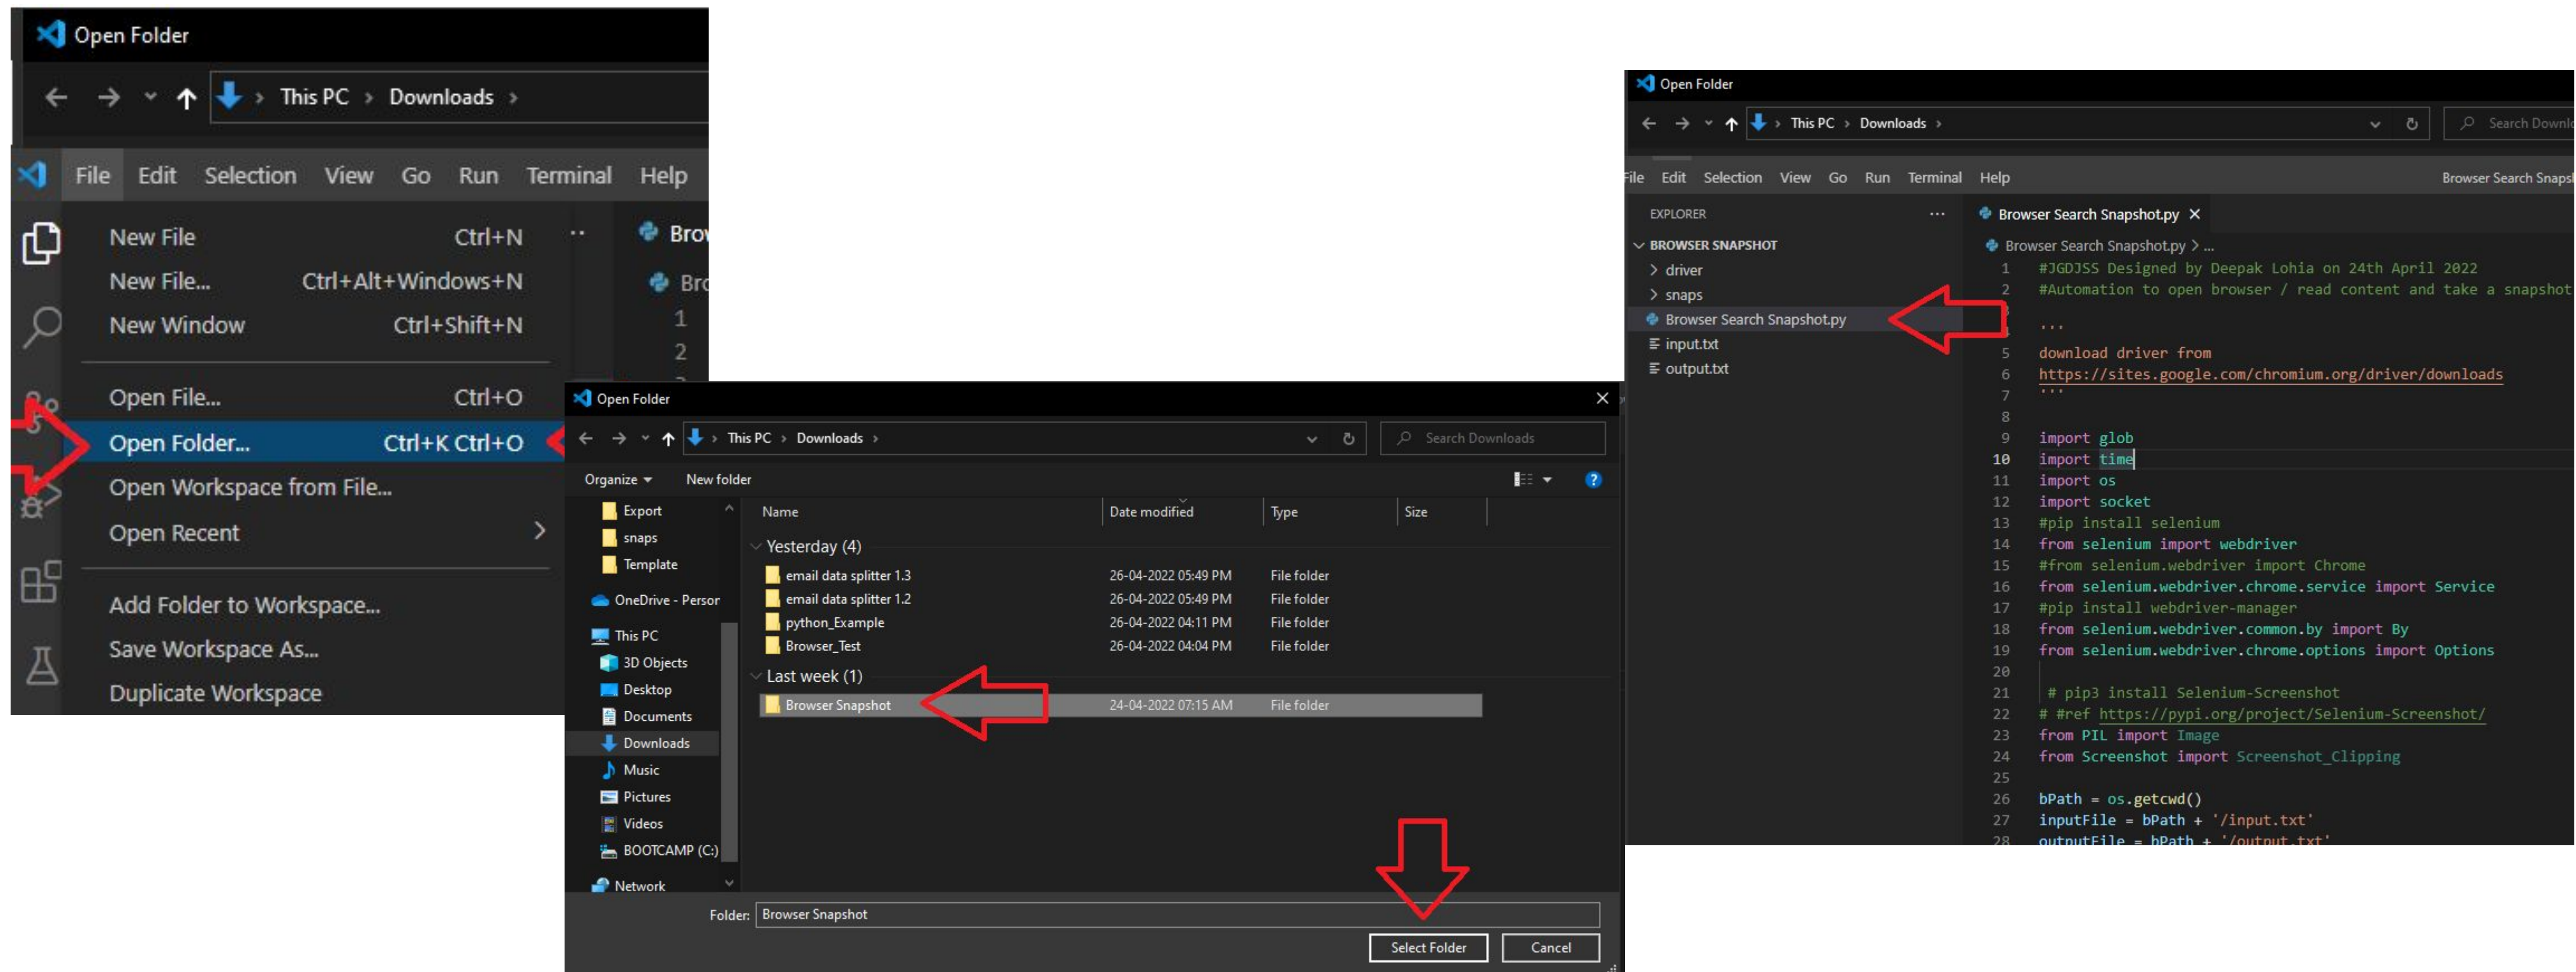 Open Folder
This PC > Downloads >
File Edit Selection View Go Run Terminal Help
New File Ctrl+N
New File... Ctrl+Alt+Windows+N
New Window Ctrl+Shift+N
Open File... Ctrl+O
Open Folder... Ctrl+K Ctrl+O
Open Workspace from File...
Open Recent >
Add Folder to Workspace...
Save Workspace As...
Duplicate Workspace
1
2
Open Folder
This PC > Downloads >
Search Downloads
Organize New folder
Export
snaps
Template
OneDrive - Person
This PC
3D Objects
Desktop
Documents
Downloads
Music
Pictures
Videos
BOOTCAMP (C:)
Network
Name Date modified Type Size
Yesterday (4)
email data splitter 1.3 26-04-2022 05:49 PM File folder
email data splitter 1.2 26-04-2022 05:49 PM File folder
python_Example 26-04-2022 04:11 PM File folder
Browser_Test 26-04-2022 04:04 PM File folder
Last week (1)
Browser Snapshot 24-04-2022 07:15 AM File folder
Folder: Browser Snapshot
Select Folder Cancel
Open Folder
This PC > Downloads >
Search Downlo
File Edit Selection View Go Run Terminal Help
Browser Search Snaps
EXPLORER ...
BROWSER SNAPSHOT
> driver
> snaps
Browser Search Snapshot.py
input.txt
output.txt
Browser Search Snapshot.py X
Browser Search Snapshot.py > ...
1 #JGDJSS Designed by Deepak Lohia on 24th April 2022
2 #Automation to open browser / read content and take a snapshot
'''
5 download driver from
6 https://sites.google.com/chromium.org/driver/downloads
7 '''
8
9 import glob
10 import time
11 import os
12 import socket
13 #pip install selenium
14 from selenium import webdriver
15 #from selenium.webdriver import Chrome
16 from selenium.webdriver.chrome.service import Service
17 #pip install webdriver-manager
18 from selenium.webdriver.common.by import By
19 from selenium.webdriver.chrome.options import Options
20
21 # pip3 install Selenium-Screenshot
22 # #ref https://pypi.org/project/Selenium-Screenshot/
23 from PIL import Image
24 from Screenshot import Screenshot_Clipping
25
26 bPath = os.getcwd()
27 inputFile = bPath + '/input.txt'
28 outputFile = bPath + '/output.txt'